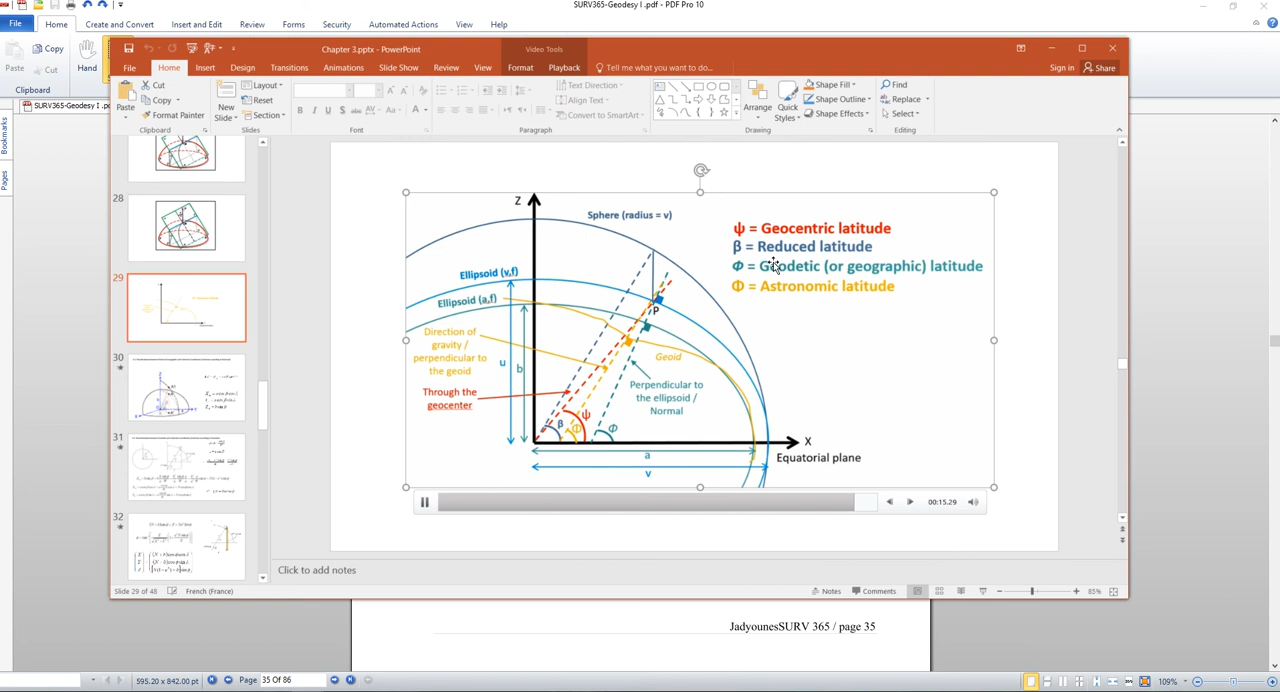 SURV365-Geodesy I .pdf - PDF Pro 10
File Home Create and Convert Insert and Edit Review Forms Security Automated Actions View Help
Paste Copy Cut Hand
Clipboard
SURV365-Geodesy I .pd
Bookmarks
Pages
Chapter 3.pptx - PowerPoint Video Tools
File Home Insert Design Transitions Animations Slide Show Review View Format Playback Tell me what you want to do... Sign in Share
Paste Cut Copy Format Painter
Clipboard
New Slide Layout Reset Section
Slides
B I U S abc AV Aa A
Font
Text Direction Align Text Convert to SmartArt
Paragraph
Arrange Quick Styles Shape Fill Shape Outline Shape Effects
Drawing
Find Replace Select
Editing
28
29
30
31
32
Z
Sphere (radius = v)
Ellipsoid (v,f)
Ellipsoid (a,f)
Direction of
gravity /
perpendicular to
the geoid
Through the
geocenter
u
b
P
Geoid
Perpendicular to
the ellipsoid /
Normal
β
Φ
ψ
Φ
a
v
X
Equatorial plane
ψ = Geocentric latitude
β = Reduced latitude
Φ = Geodetic (or geographic) latitude
Φ = Astronomic latitude
00:15.29
Click to add notes
Slide 29 of 48 French (France) Notes Comments 85%
JadyounesSURV 365 / page 35
595.20 x 842.00 pt Page 35 Of 86 109%